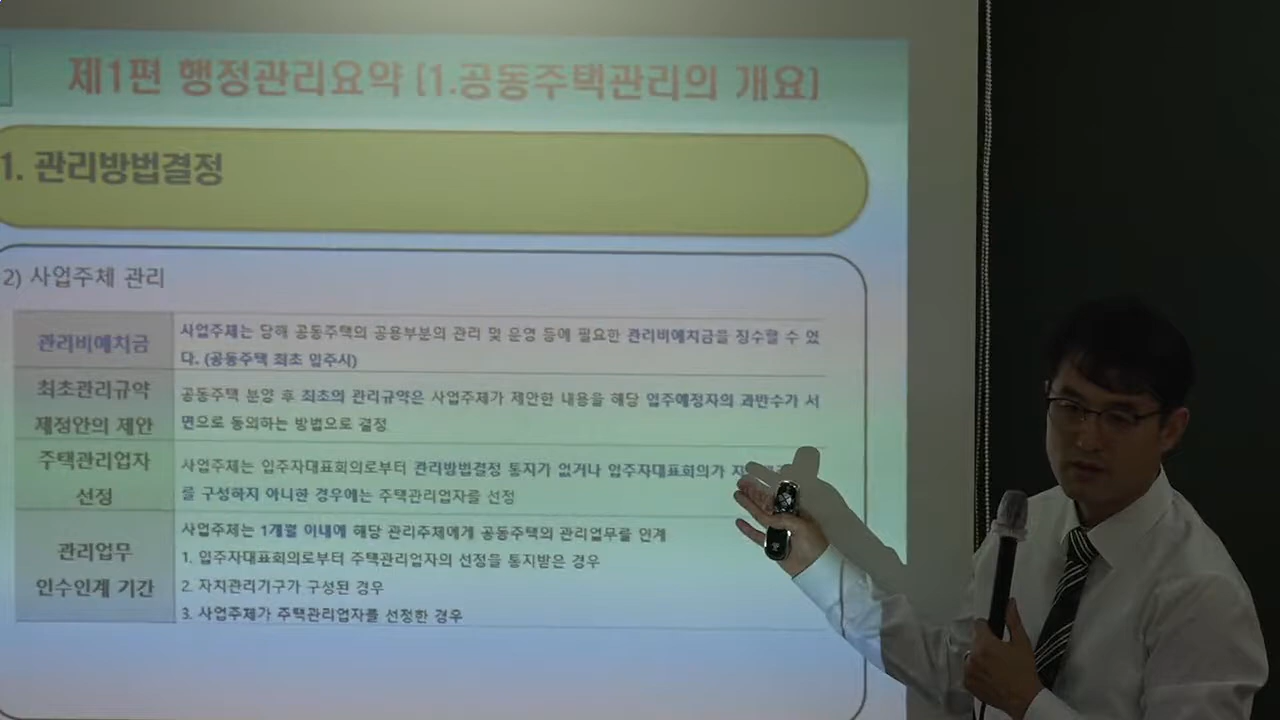 제1편 행정관리요약 [1.공동주택관리의 개요]
1. 관리방법결정
2) 사업주체 관리
관리비예치금
사업주체는 당해 공동주택의 공용부분의 관리 및 운영 등에 필요한 관리비예치금을 징수할 수 있
다. (공동주택 최초 입주시)
최초관리규약
제정안의 제안
공동주택 분양 후 최초의 관리규약은 사업주체가 제안한 내용을 해당 입주예정자의 과반수가 서
면으로 동의하는 방법으로 결정
주택관리업자
선정
사업주체는 입주자대표회의로부터 관리방법결정 통지가 없거나 입주자대표회의가
를 구성하지 아니한 경우에는 주택관리업자를 선정
관리업무
인수인계 기간
사업주체는 1개월 이내에 해당 관리주체에게 공동주택의 관리업무를 인계
1. 입주자대표회의로부터 주택관리업자의 선정을 통지받은 경우
2. 자치관리기구가 구성된 경우
3. 사업주체가 주택관리업자를 선정한 경우